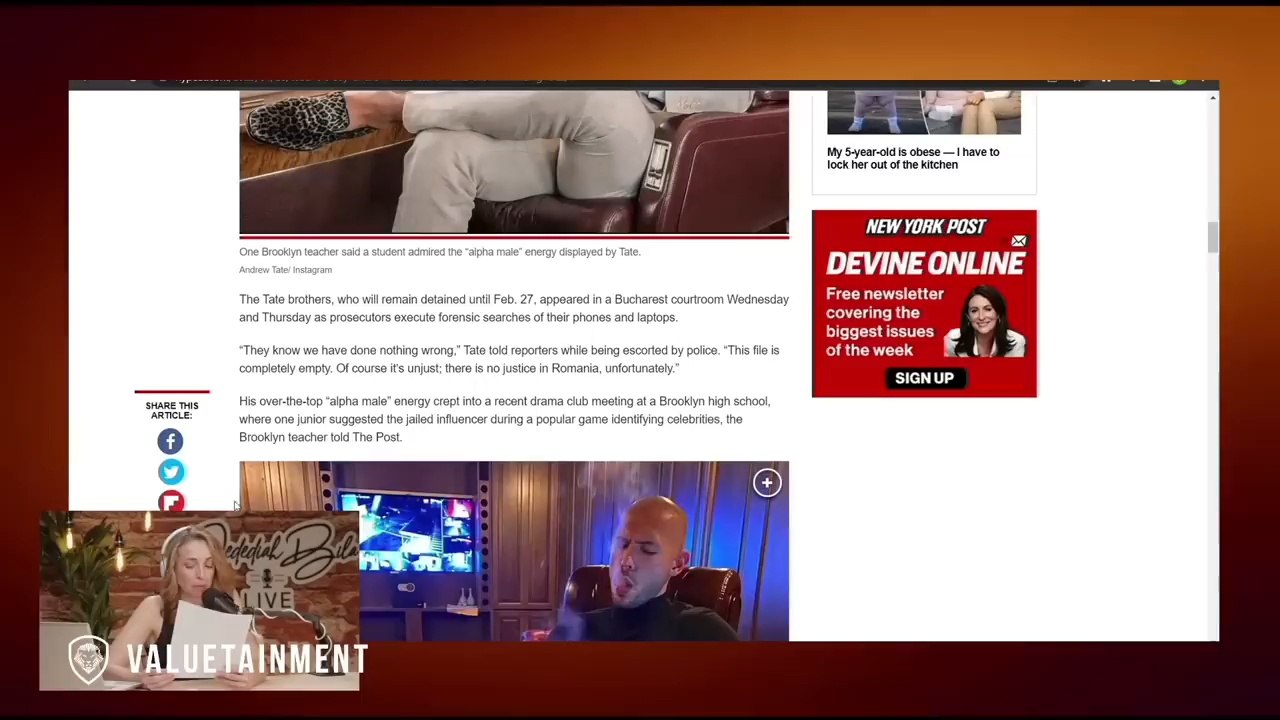 My 5-year-old is obese — I have to
lock her out of the kitchen
NEW YORK POST
DEVINE ONLINE
Free newsletter
covering the
biggest issues
of the week
SIGN UP
One Brooklyn teacher said a student admired the “alpha male” energy displayed by Tate.
Andrew Tate/ Instagram
The Tate brothers, who will remain detained until Feb. 27, appeared in a Bucharest courtroom Wednesday
and Thursday as prosecutors execute forensic searches of their phones and laptops.
“They know we have done nothing wrong,” Tate told reporters while being escorted by police. “This file is
completely empty. Of course it’s unjust; there is no justice in Romania, unfortunately.”
His over-the-top “alpha male” energy crept into a recent drama club meeting at a Brooklyn high school,
where one junior suggested the jailed influencer during a popular game identifying celebrities, the
Brooklyn teacher told The Post.
SHARE THIS
ARTICLE:
LIVE
VALUETAINMENT